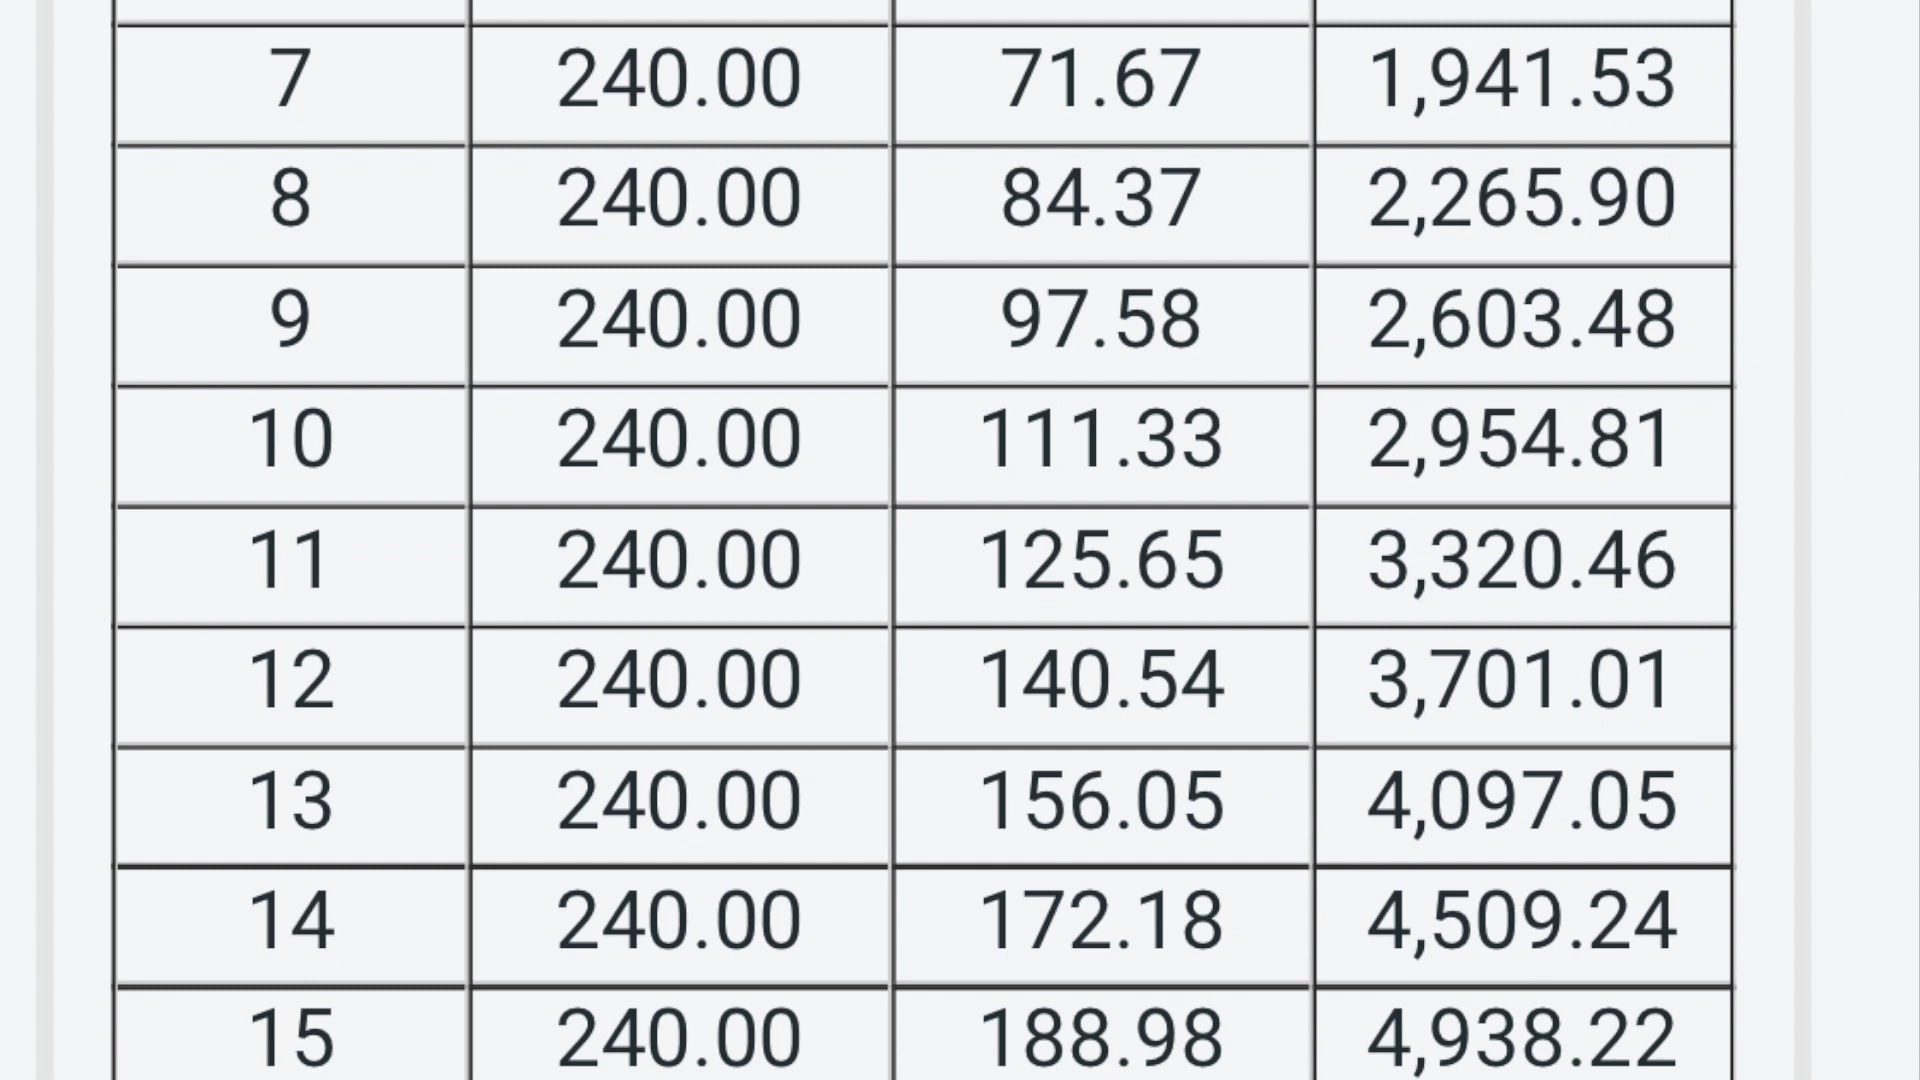 7 240.00 71.67 1,941.53
8 240.00 84.37 2,265.90
9 240.00 97.58 2,603.48
10 240.00 111.33 2,954.81
11 240.00 125.65 3,320.46
12 240.00 140.54 3,701.01
13 240.00 156.05 4,097.05
14 240.00 172.18 4,509.24
15 240.00 188.98 4,938.22